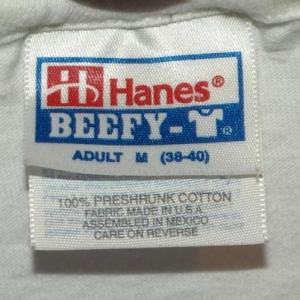 Hanes®
BEEFY-®
ADULT M (38-40)
100% PRESHRUNK COTTON
FABRIC MADE IN U.S.A.
ASSEMBLED IN MEXICO
CARE ON REVERSE